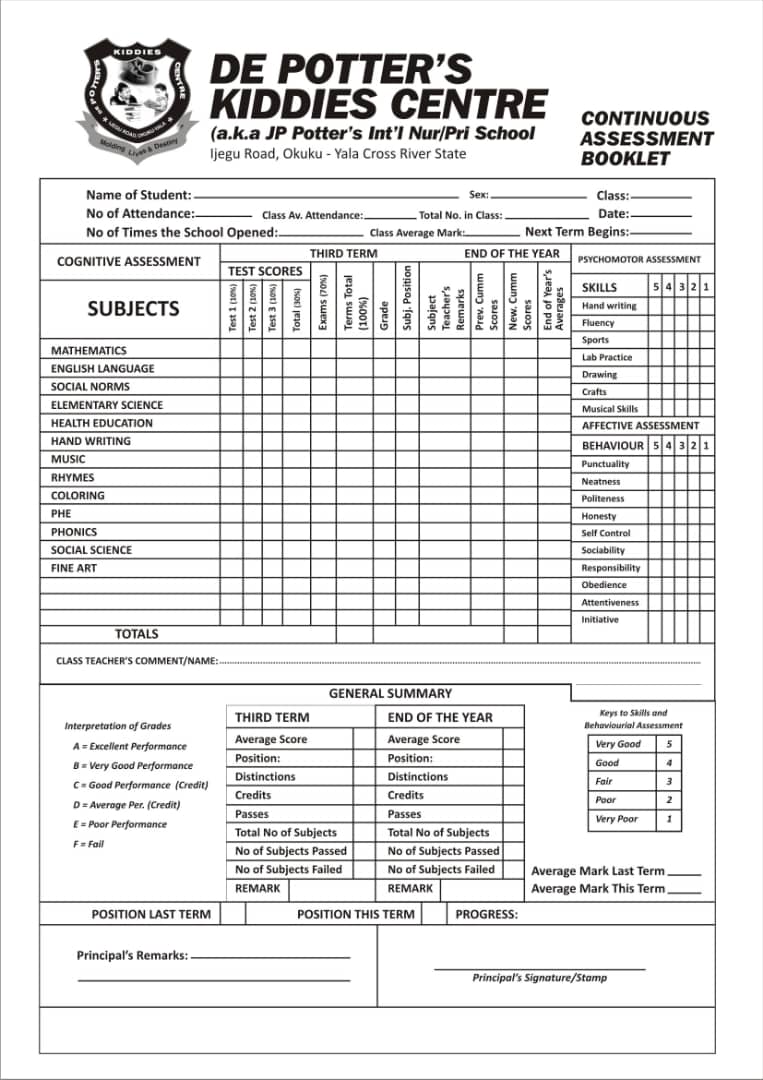 KIDDIES
DE POTTER'S
CENTRE
IJEGU ROAD, OKUKU-YALA
Molding Lives & Destiny
DE POTTER'S
KIDDIES CENTRE
(a.k.a JP Potter's Int'l Nur/Pri School
Ijegu Road, Okuku - Yala Cross River State
CONTINUOUS
ASSESSMENT
BOOKLET
Name of Student: Sex: Class:
No of Attendance: Class Av. Attendance: Total No. in Class: Date:
No of Times the School Opened: Class Average Mark: Next Term Begins:
COGNITIVE ASSESSMENT
THIRD TERM
END OF THE YEAR
PSYCHOMOTOR ASSESSMENT
TEST SCORES
SUBJECTS
Test 1 (10%)
Test 2 (10%)
Test 3 (10%)
Total (30%)
Exams (70%)
Terms Total
(100%)
Grade
Subj. Position
Subject
Teacher's
Remarks
Prev. Cumm
Scores
New. Cumm
Scores
End of Year's
Averages
SKILLS 5 4 3 2 1
Hand writing
Fluency
Sports
Lab Practice
Drawing
Crafts
Musical Skills
AFFECTIVE ASSESSMENT
BEHAVIOUR 5 4 3 2 1
Punctuality
Neatness
Politeness
Honesty
Self Control
Sociability
Responsibility
Obedience
Attentiveness
Initiative
MATHEMATICS
ENGLISH LANGUAGE
SOCIAL NORMS
ELEMENTARY SCIENCE
HEALTH EDUCATION
HAND WRITING
MUSIC
RHYMES
COLORING
PHE
PHONICS
SOCIAL SCIENCE
FINE ART
TOTALS
CLASS TEACHER'S COMMENT/NAME:
GENERAL SUMMARY
Interpretation of Grades
A = Excellent Performance
B = Very Good Performance
C = Good Performance (Credit)
D = Average Per. (Credit)
E = Poor Performance
F = Fail
THIRD TERM
Average Score
Position:
Distinctions
Credits
Passes
Total No of Subjects
No of Subjects Passed
No of Subjects Failed
REMARK
END OF THE YEAR
Average Score
Position:
Distinctions
Credits
Passes
Total No of Subjects
No of Subjects Passed
No of Subjects Failed
REMARK
Keys to Skills and
Behaviourial Assessment
Very Good 5
Good 4
Fair 3
Poor 2
Very Poor 1
Average Mark Last Term
Average Mark This Term
POSITION LAST TERM
POSITION THIS TERM
PROGRESS:
Principal's Remarks:
Principal's Signature/Stamp